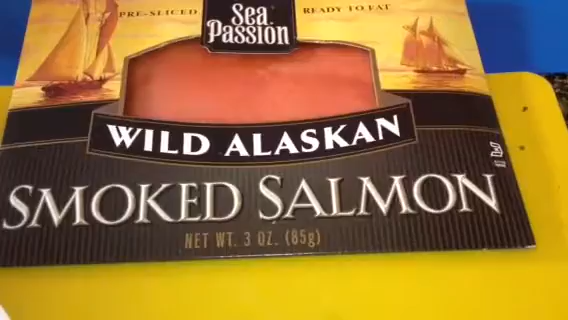 PRE-SLICED
Sea
Passion
READY TO EAT
WILD ALASKAN
SMOKED SALMON
NET WT. 3 OZ. (85g)